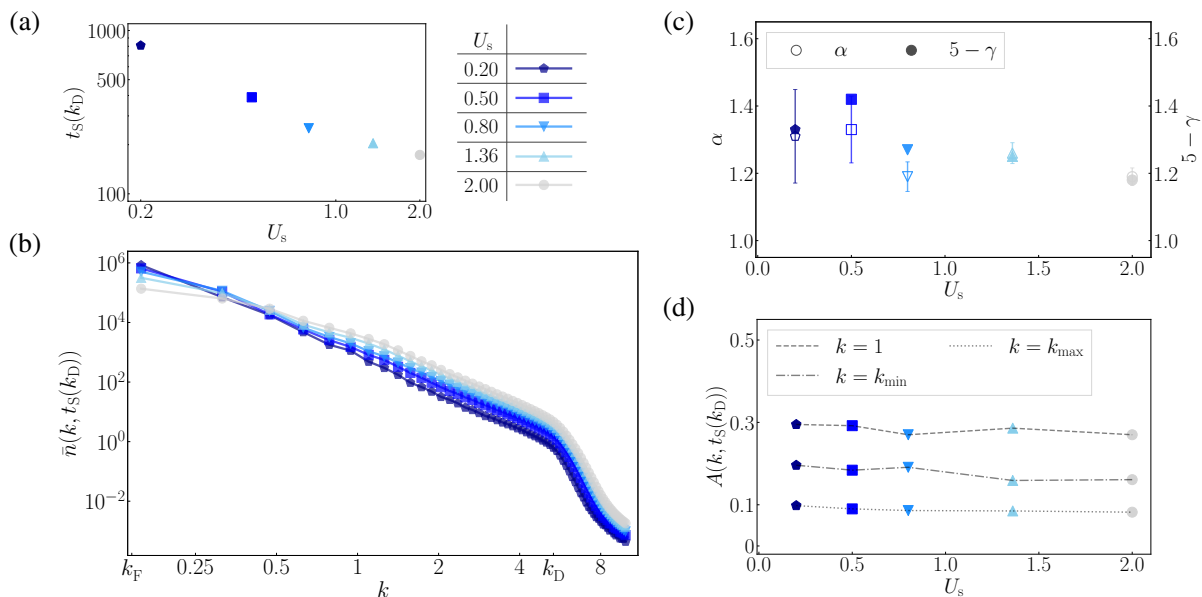 (a)
1000
500
100
t_S(k_D)
0.2
1.0
2.0
U_s
U_s
0.20
0.50
0.80
1.36
2.00
(b)
10^6
10^4
10^2
10^0
10^−2
n̄(k, t_S(k_D))
k_F
0.25
0.5
1
2
4
k_D
8
k
(c)
1.6
1.4
1.2
1.0
α
α
5 − γ
1.6
1.4
1.2
1.0
5 − γ
0.0
0.5
1.0
1.5
2.0
U_s
(d)
0.5
0.3
0.1
0
A(k, t_S(k_D))
k = 1
k = k_max
k = k_min
0.0
0.5
1.0
1.5
2.0
U_s